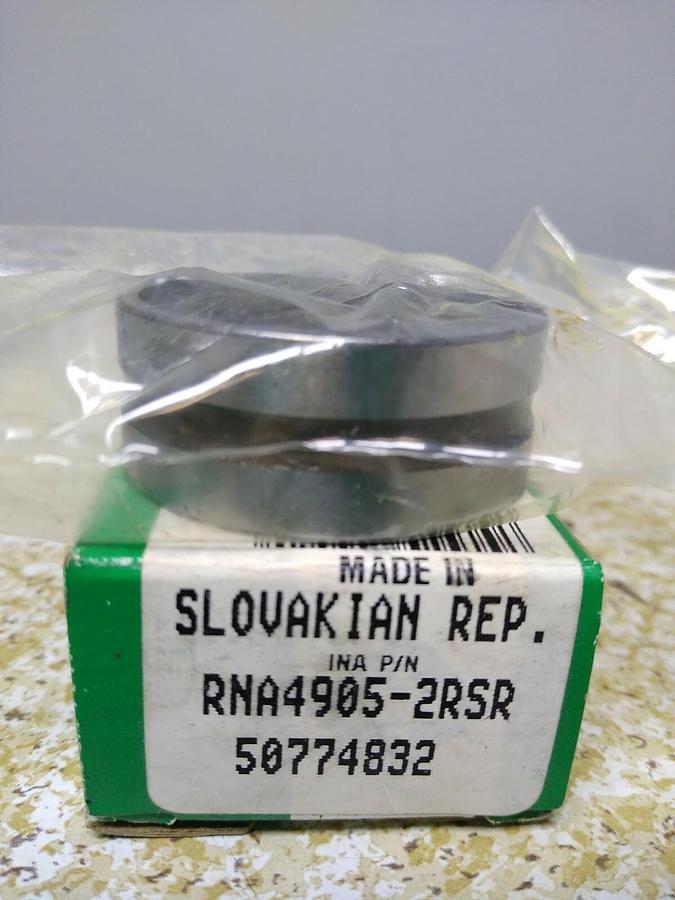 MADE IN
SLOVAKIAN REP.
INA P/N
RNA4905-2RSR
50774832